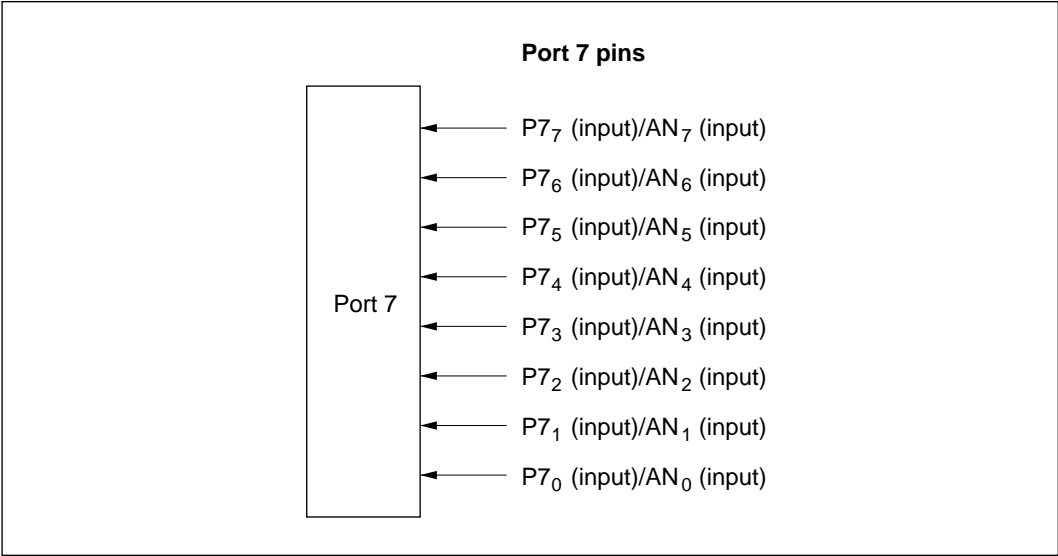 Port 7 pins
P7₇ (input)/AN₇ (input)
P7₆ (input)/AN₆ (input)
P7₅ (input)/AN₅ (input)
P7₄ (input)/AN₄ (input)
Port 7
P7₃ (input)/AN₃ (input)
P7₂ (input)/AN₂ (input)
P7₁ (input)/AN₁ (input)
P7₀ (input)/AN₀ (input)